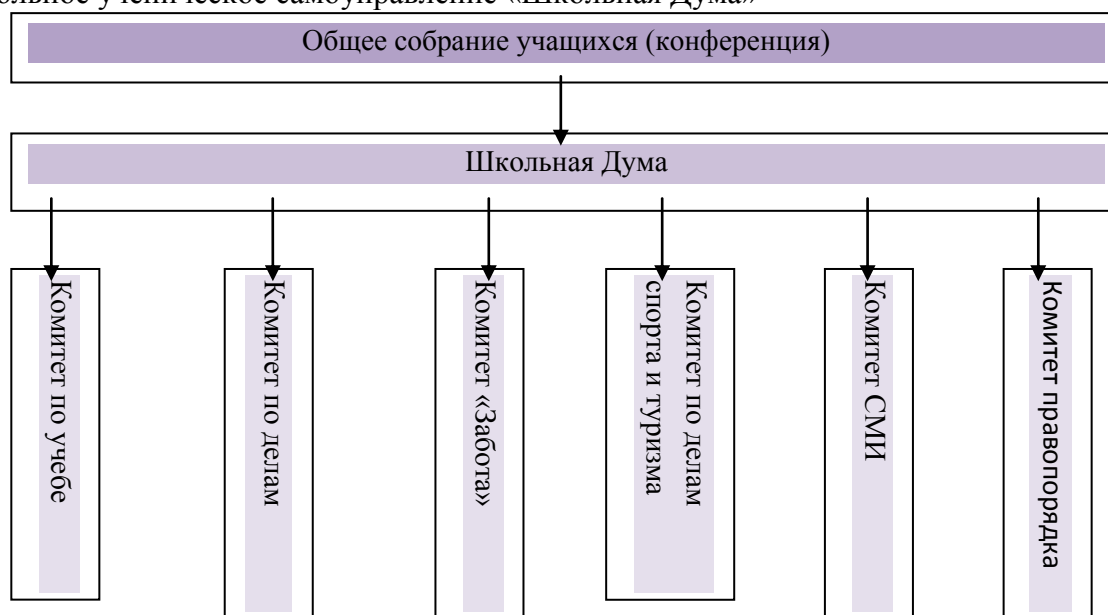 ученическое самоуправление «Школьная Дума»
Общее собрание учащихся (конференция)
Школьная Дума
Комитет по учебе
Комитет по делам
Комитет «Забота»
Комитет по делам
спорта и туризма
Комитет СМИ
Комитет правопорядка